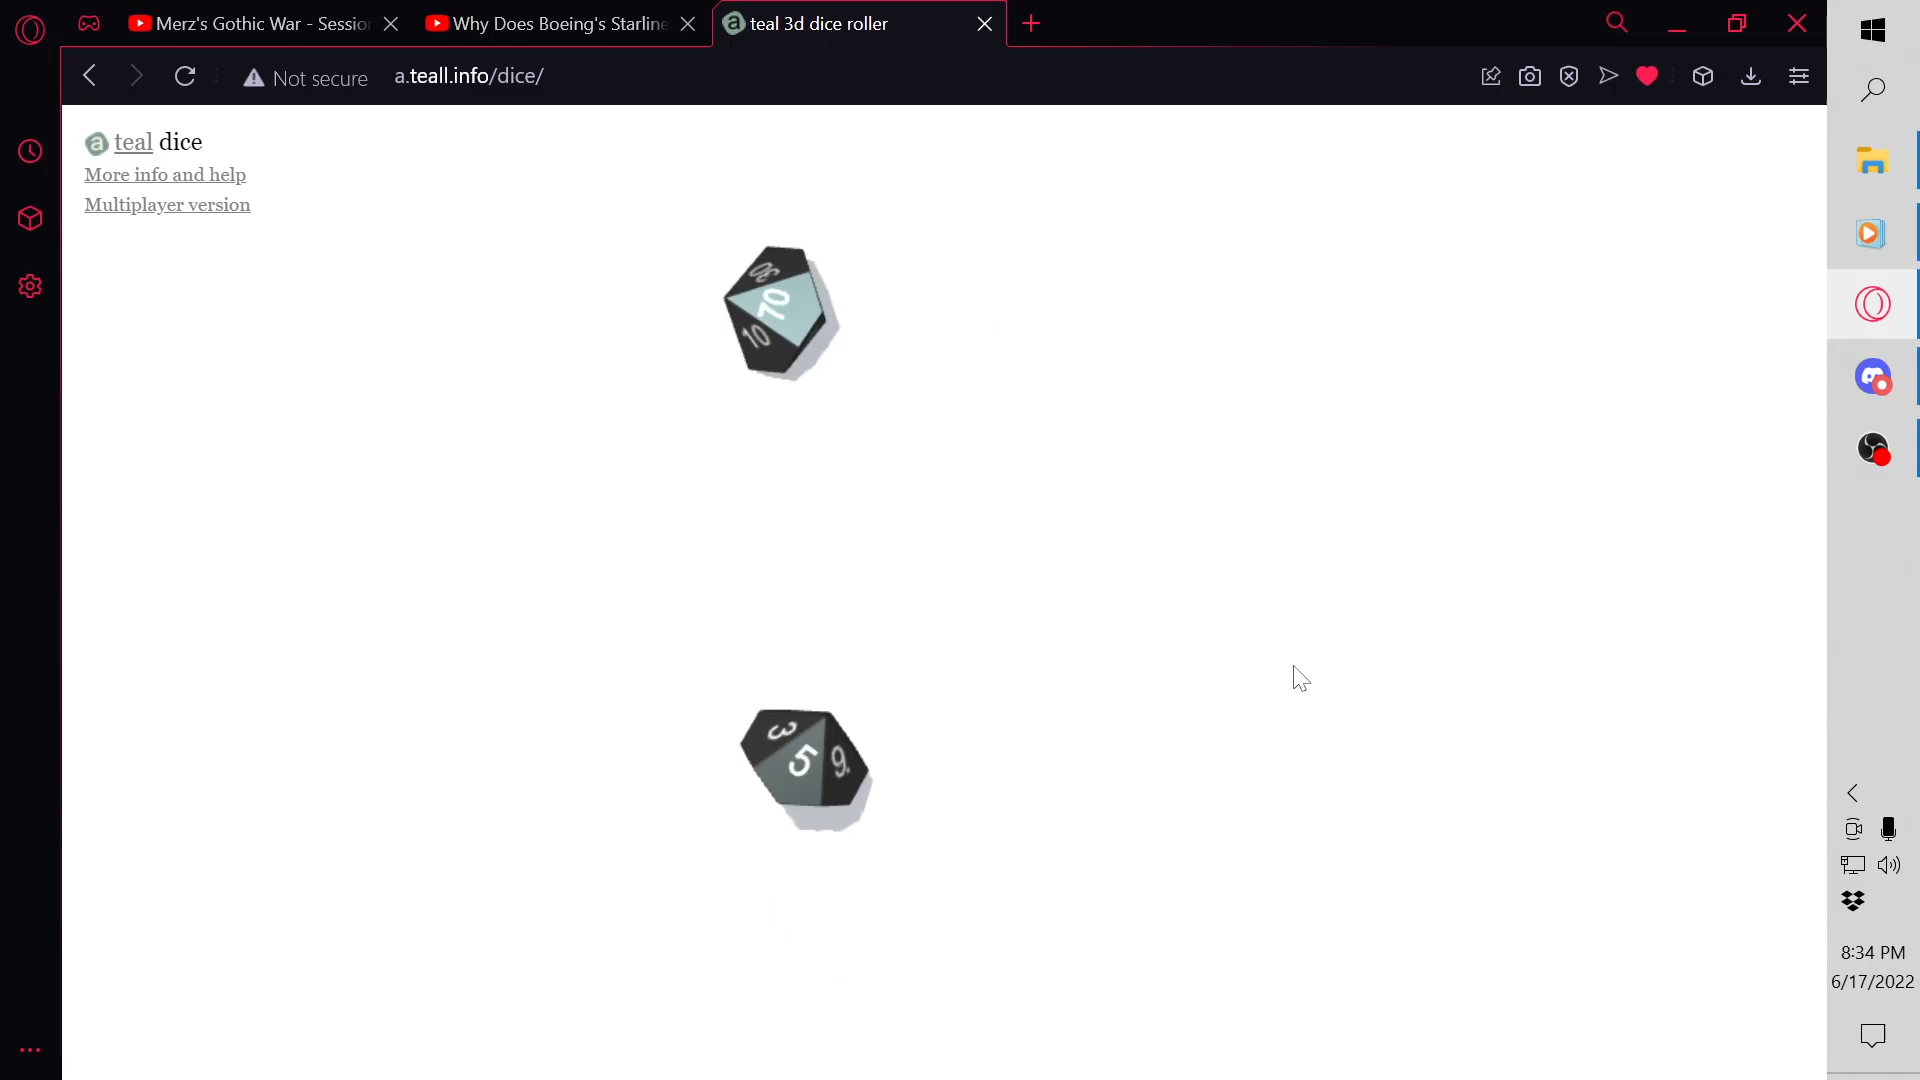 Merz's Gothic War - Sessio
Why Does Boeing's Starline
a teal 3d dice roller
Not secure a.teall.info/dice/
a teal dice
More info and help
Multiplayer version
30
70
10
3
5
9.
8:34 PM
6/17/2022